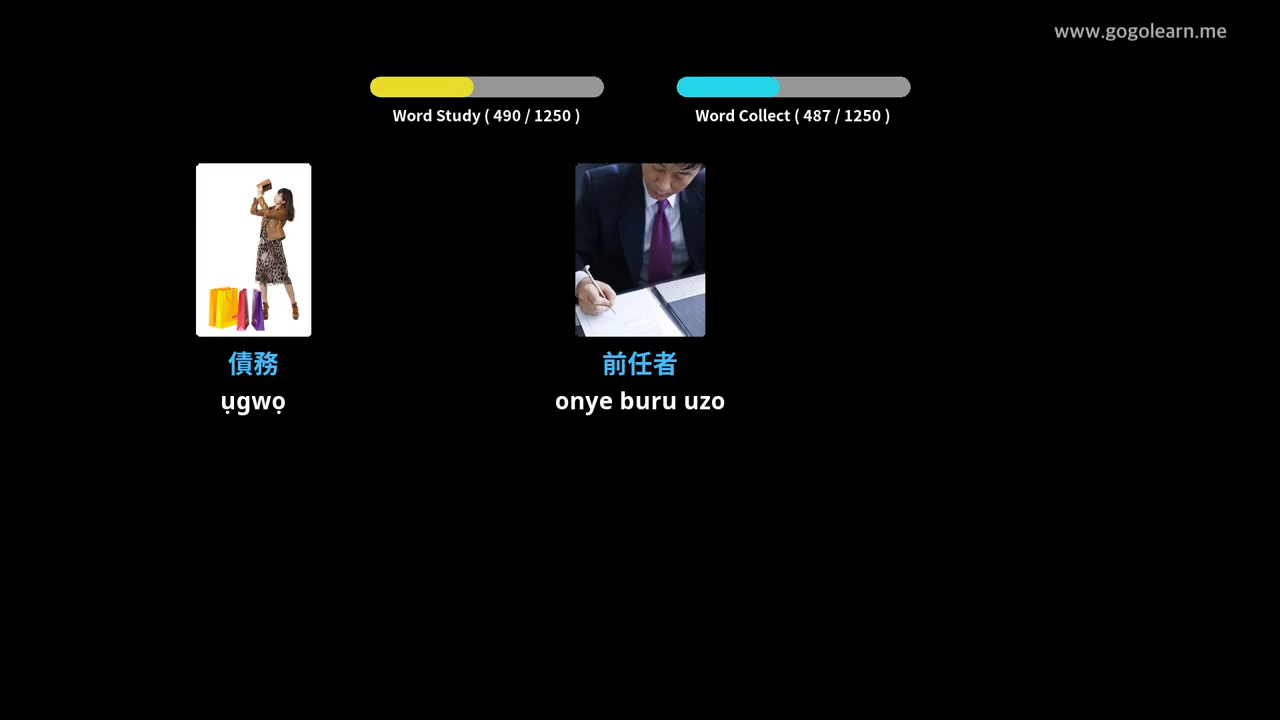 www.gogolearn.me
Word Study ( 490 / 1250 )
Word Collect ( 487 / 1250 )
債務
ụgwọ
前任者
onye buru uzo